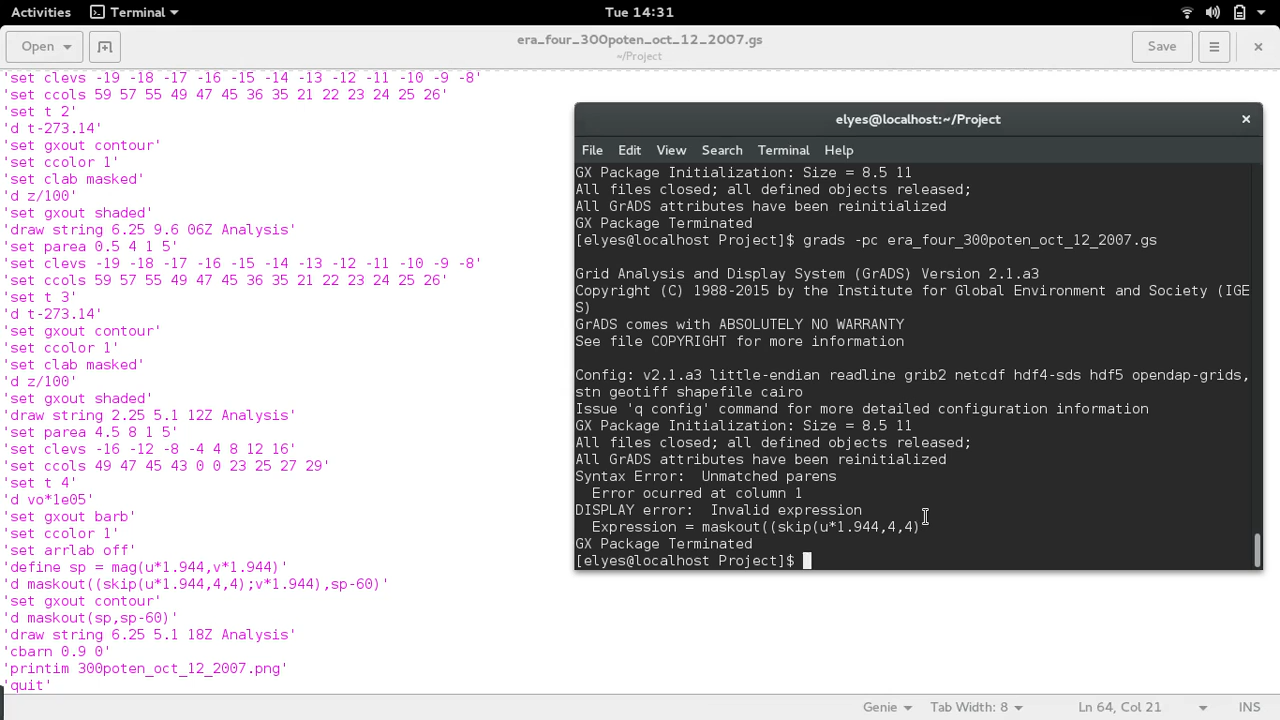 Activities Terminal Tue 14:31
Open era_four_300poten_oct_12_2007.gs Save
~/Project
'set clevs -19 -18 -17 -16 -15 -14 -13 -12 -11 -10 -9 -8'
'set ccols 59 57 55 49 47 45 36 35 21 22 23 24 25 26'
'set t 2'
'd t-273.14'
'set gxout contour'
'set ccolor 1'
'set clab masked'
'd z/100'
'set gxout shaded'
'draw string 6.25 9.6 06Z Analysis'
'set parea 0.5 4 1 5'
'set clevs -19 -18 -17 -16 -15 -14 -13 -12 -11 -10 -9 -8'
'set ccols 59 57 55 49 47 45 36 35 21 22 23 24 25 26'
'set t 3'
'd t-273.14'
'set gxout contour'
'set ccolor 1'
'set clab masked'
'd z/100'
'set gxout shaded'
'draw string 2.25 5.1 12Z Analysis'
'set parea 4.5 8 1 5'
'set clevs -16 -12 -8 -4 4 8 12 16'
'set ccols 49 47 45 43 0 0 23 25 27 29'
'set t 4'
'd vo*1e05'
'set gxout barb'
'set ccolor 1'
'set arrlab off'
'define sp = mag(u*1.944,v*1.944)'
'd maskout((skip(u*1.944,4,4);v*1.944),sp-60)'
'set gxout contour'
'd maskout(sp,sp-60)'
'draw string 6.25 5.1 18Z Analysis'
'cbarn 0.9 0'
'printim 300poten_oct_12_2007.png'
'quit'
elyes@localhost:~/Project
File Edit View Search Terminal Help
GX Package Initialization: Size = 8.5 11
All files closed; all defined objects released;
All GrADS attributes have been reinitialized
GX Package Terminated
[elyes@localhost Project]$ grads -pc era_four_300poten_oct_12_2007.gs
Grid Analysis and Display System (GrADS) Version 2.1.a3
Copyright (C) 1988-2015 by the Institute for Global Environment and Society (IGE
S)
GrADS comes with ABSOLUTELY NO WARRANTY
See file COPYRIGHT for more information
Config: v2.1.a3 little-endian readline grib2 netcdf hdf4-sds hdf5 opendap-grids,
stn geotiff shapefile cairo
Issue 'q config' command for more detailed configuration information
GX Package Initialization: Size = 8.5 11
All files closed; all defined objects released;
All GrADS attributes have been reinitialized
Syntax Error:  Unmatched parens
Error ocurred at column 1
DISPLAY error:  Invalid expression
Expression = maskout((skip(u*1.944,4,4)
GX Package Terminated
[elyes@localhost Project]$
Genie Tab Width: 8 Ln 64, Col 21 INS